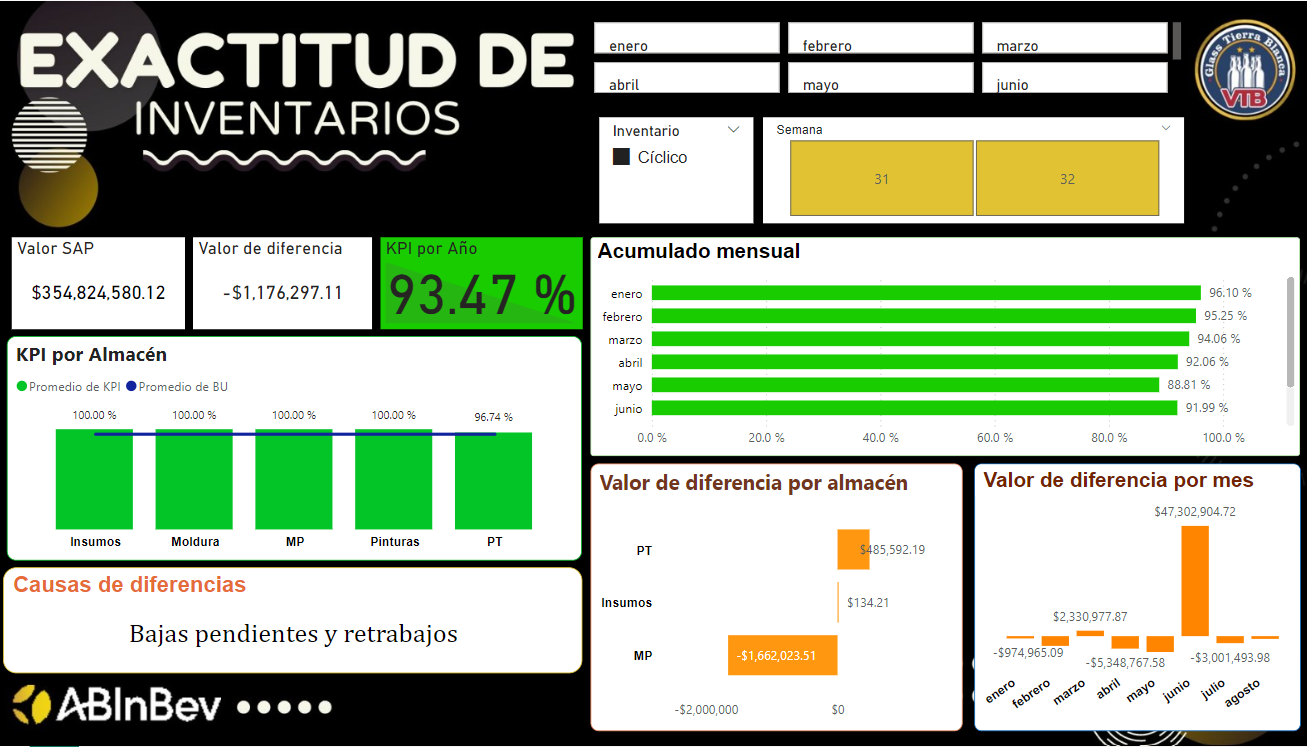 EXACTITUD DE
INVENTARIOS
enero
febrero
marzo
abril
mayo
junio
Glass Tierra Blanca
VTB
Inventario
Cíclico
Semana
31
32
Valor SAP
$354,824,580.12
Valor de diferencia
-$1,176,297.11
KPI por Año
93.47 %
Acumulado mensual
enero
96.10 %
febrero
95.25 %
marzo
94.06 %
abril
92.06 %
mayo
88.81 %
junio
91.99 %
0.0 %
20.0 %
40.0 %
60.0 %
80.0 %
100.0 %
KPI por Almacén
Promedio de KPI
Promedio de BU
100.00 %
100.00 %
100.00 %
100.00 %
96.74 %
Insumos
Moldura
MP
Pinturas
PT
Causas de diferencias
Bajas pendientes y retrabajos
ABInBev
Valor de diferencia por almacén
PT
$485,592.19
Insumos
$134.21
MP
-$1,662,023.51
-$2,000,000
$0
Valor de diferencia por mes
$47,302,904.72
$2,330,977.87
-$974,965.09
-$5,348,767.58
-$3,001,493.98
enero
febrero
marzo
abril
mayo
junio
julio
agosto